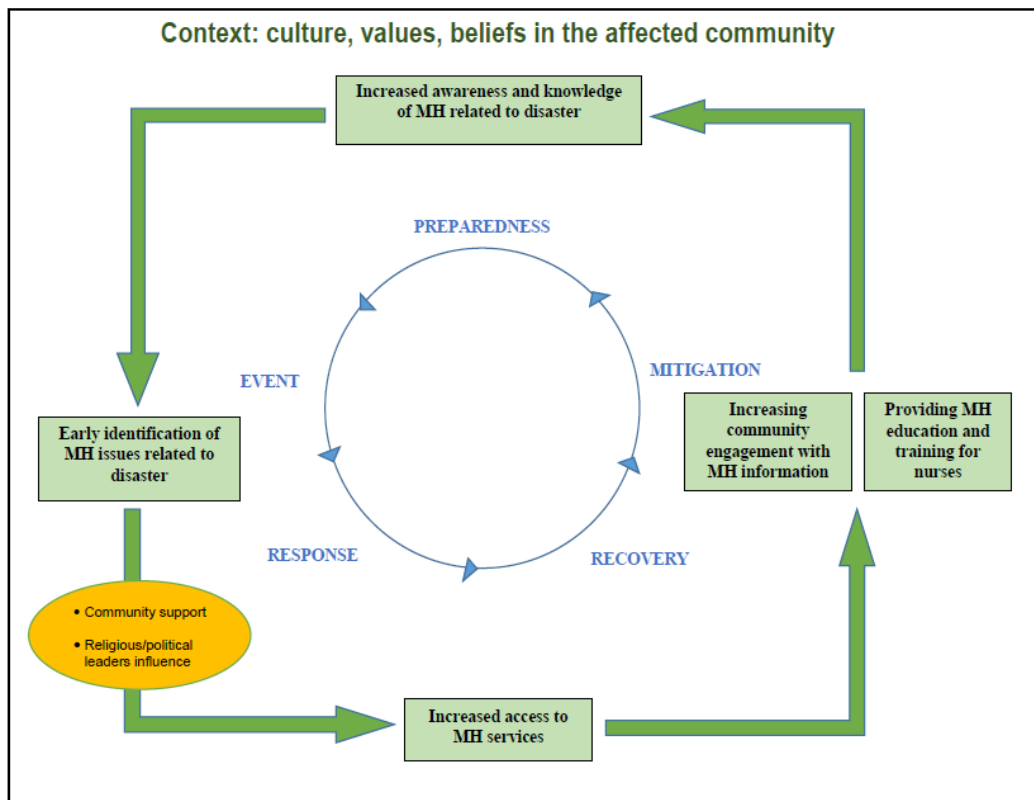 Context: culture, values, beliefs in the affected community
Increased awareness and knowledge
of MH related to disaster
PREPAREDNESS
EVENT
MITIGATION
Early identification of
MH issues related to
disaster
Increasing
community
engagement with
MH information
Providing MH
education and
training for
nurses
RESPONSE
RECOVERY
• Community support
• Religious/political
leaders influence
Increased access to
MH services